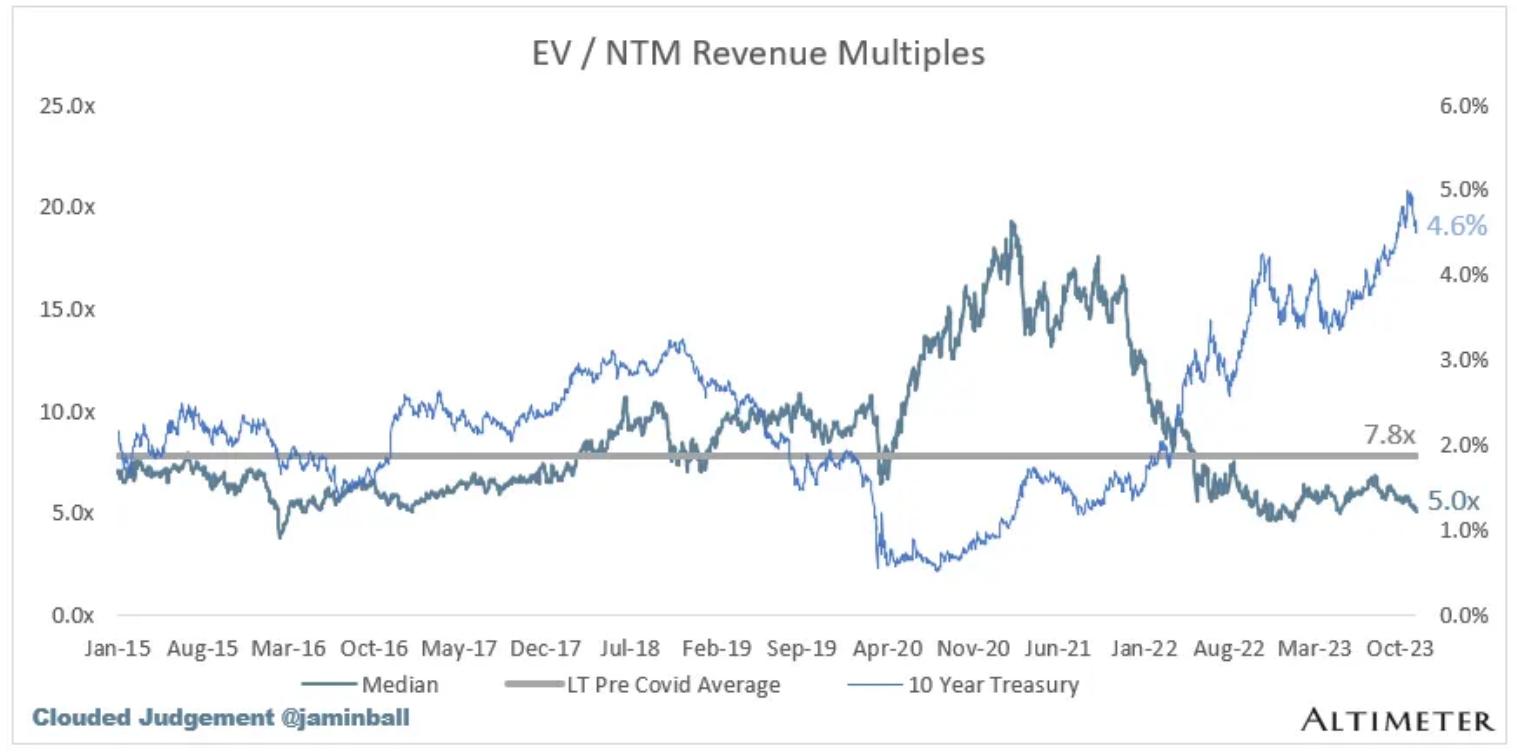 EV / NTM Revenue Multiples
25.0x 6.0%
20.0x 5.0%
4.6%
15.0x 4.0%
3.0%
10.0x 2.0%
7.8x
5.0x 5.0x
1.0%
0.0x 0.0%
Jan-15 Aug-15 Mar-16 Oct-16 May-17 Dec-17 Jul-18 Feb-19 Sep-19 Apr-20 Nov-20 Jun-21 Jan-22 Aug-22 Mar-23 Oct-23
Median LT Pre Covid Average 10 Year Treasury
Clouded Judgement @jaminball ALTIMETER